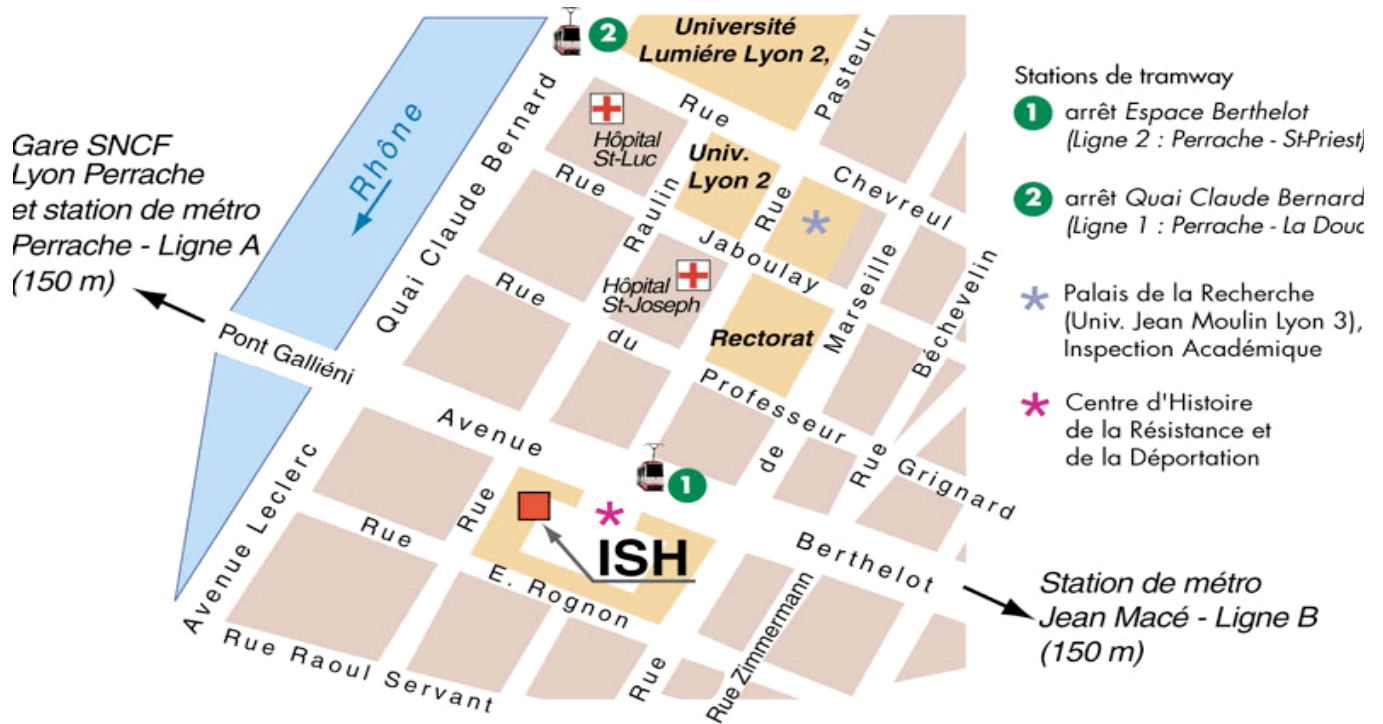 2
Université
Lumiére Lyon 2,
Pasteur
Rue
Chevreul
Hôpital
St-Luc
Univ.
Lyon 2
Rue
Rhône
Quai Claude Bernard
Rue
Jaboulay
Raulin
Hôpital
St-Joseph
Rectorat
Marseille
Béchevelin
Rue
du
Professeur
Grignard
de
Rue
Gare SNCF
Lyon Perrache
et station de métro
Perrache - Ligne A
(150 m)
Pont Galliéni
Avenue
Berthelot
1
Avenue Leclerc
Rue
Rue
E. Rognon
ISH
Rue
Rue Zimmermann
Rue Raoul Servant
Station de métro
Jean Macé - Ligne B
(150 m)
Stations de tramway
1 arrêt Espace Berthelot
(Ligne 2 : Perrache - St-Priest)
2 arrêt Quai Claude Bernard
(Ligne 1 : Perrache - La Douc
Palais de la Recherche
(Univ. Jean Moulin Lyon 3),
Inspection Académique
Centre d'Histoire
de la Résistance et
de la Déportation